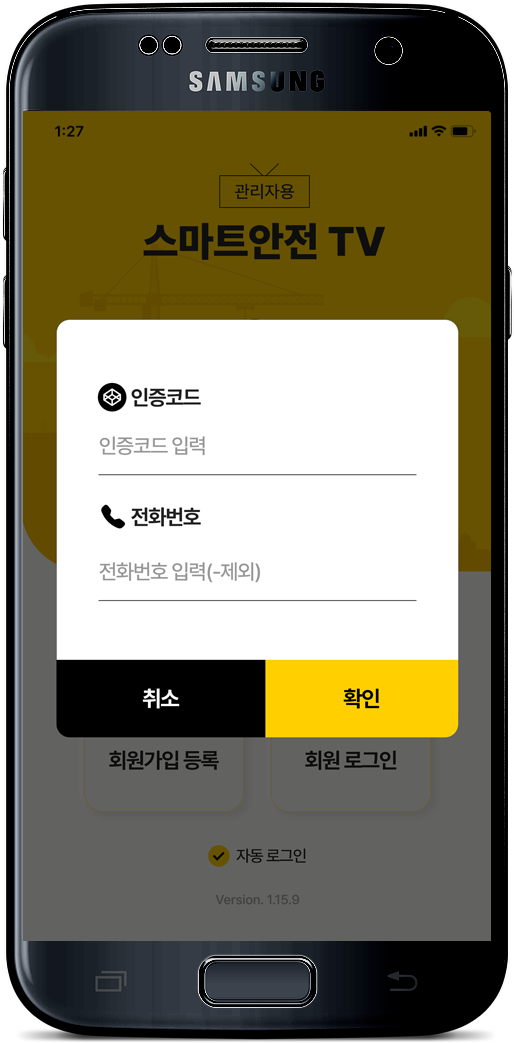 SAMSUNG
1:27
관리자용
스마트안전 TV
인증코드
인증코드 입력
전화번호
전화번호 입력(-제외)
취소
확인
회원가입 등록
회원 로그인
자동 로그인
Version. 1.15.9